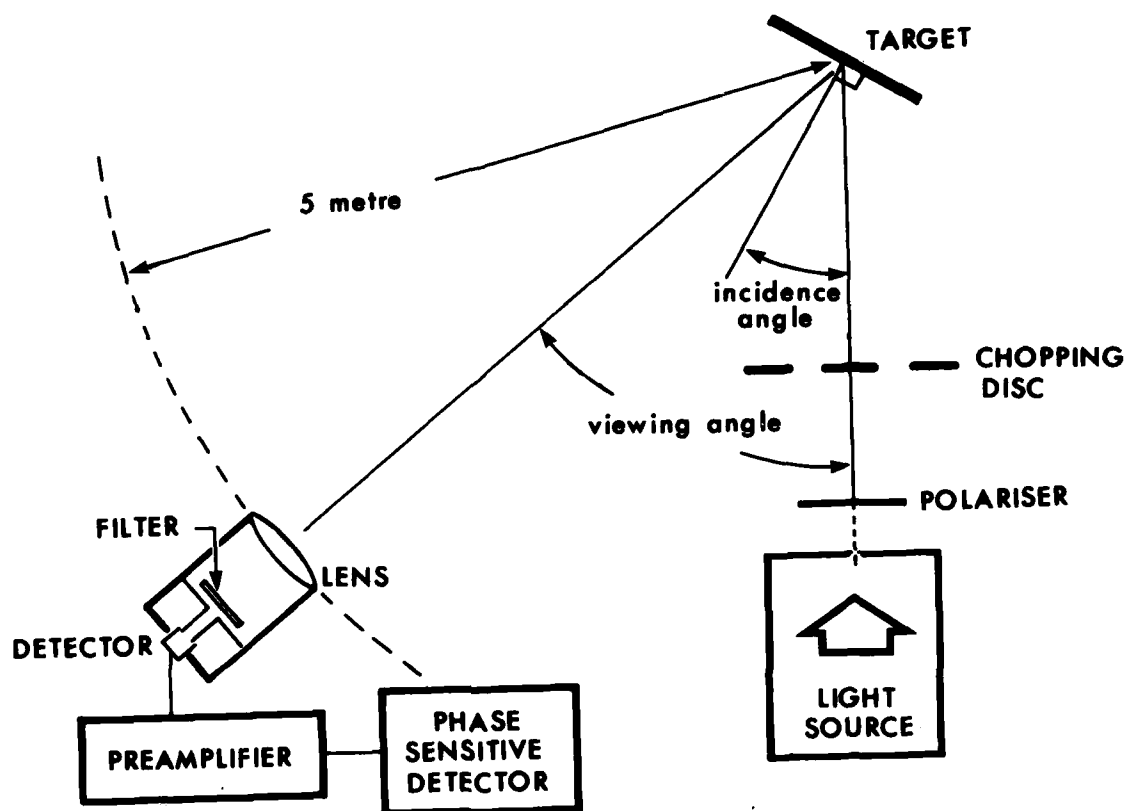 TARGET
5 metre
incidence
angle
CHOPPING
DISC
viewing angle
POLARISER
FILTER
LENS
DETECTOR
LIGHT
SOURCE
PREAMPLIFIER
PHASE
SENSITIVE
DETECTOR